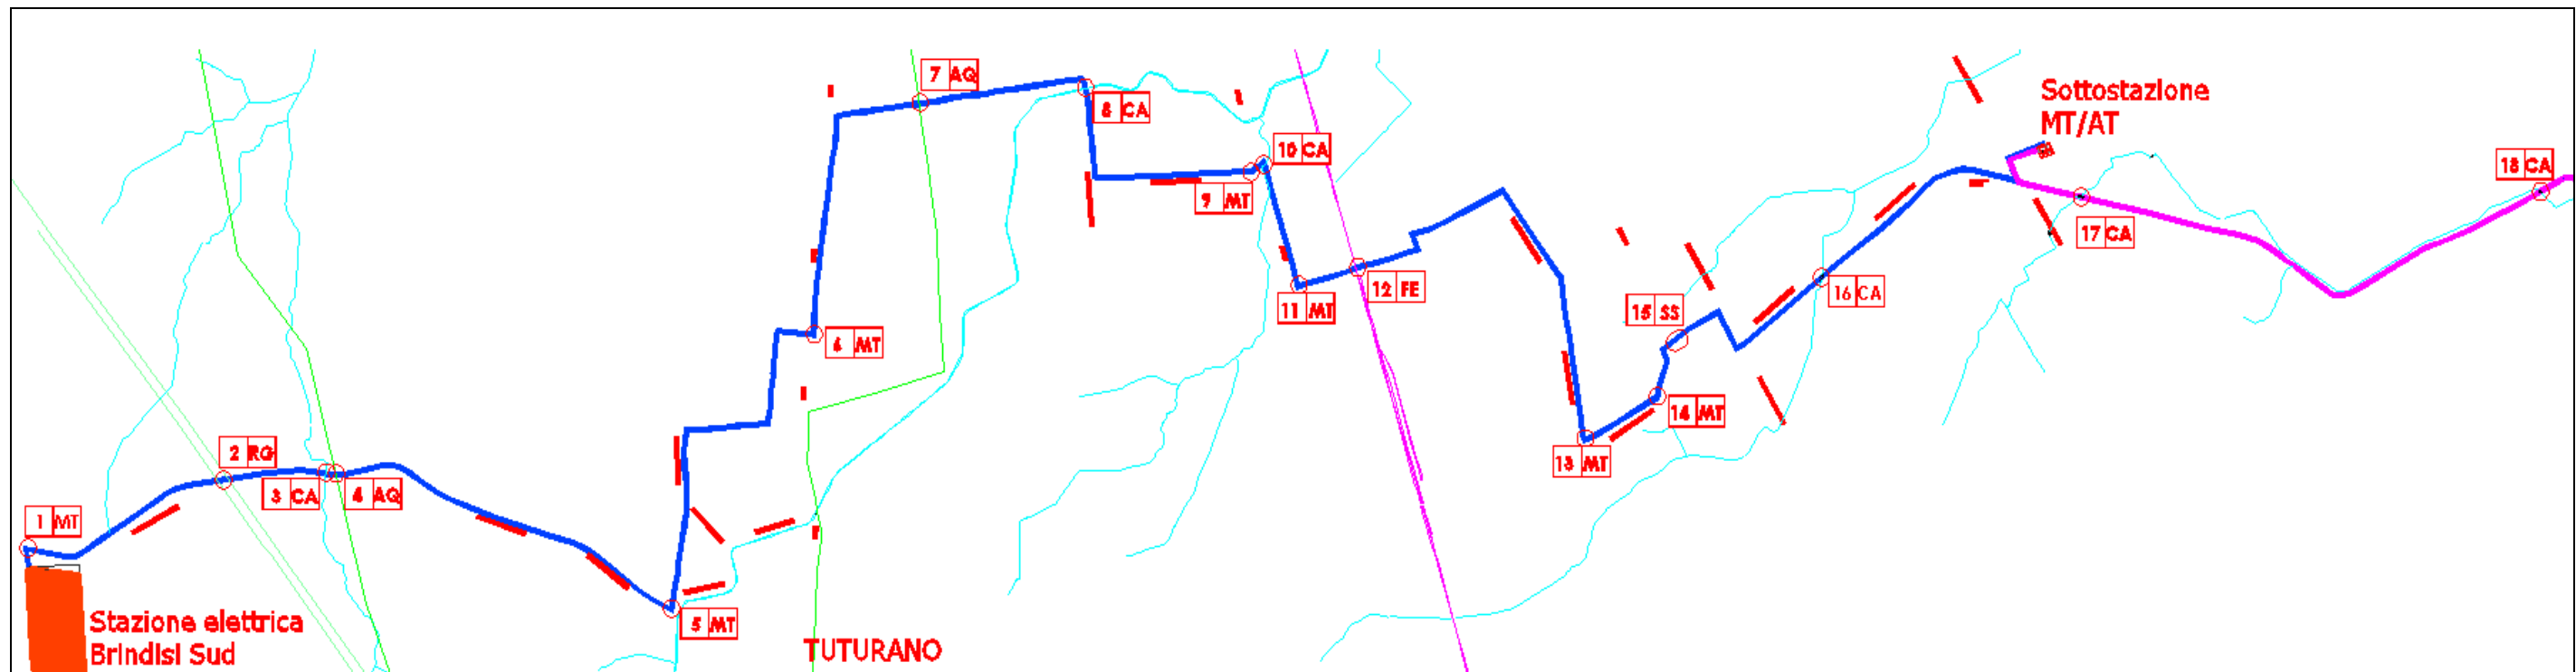 7 AQ
Sottostazione
MT/AT
8 CA
10 CA
18 CA
9 MT
17 CA
12 FE
16 CA
11 MT
15 SS
6 MT
14 MT
2 RG
13 MT
3 CA
4 AQ
1 MT
5 MT
Stazione elettrica
Brindisi Sud
TUTURANO